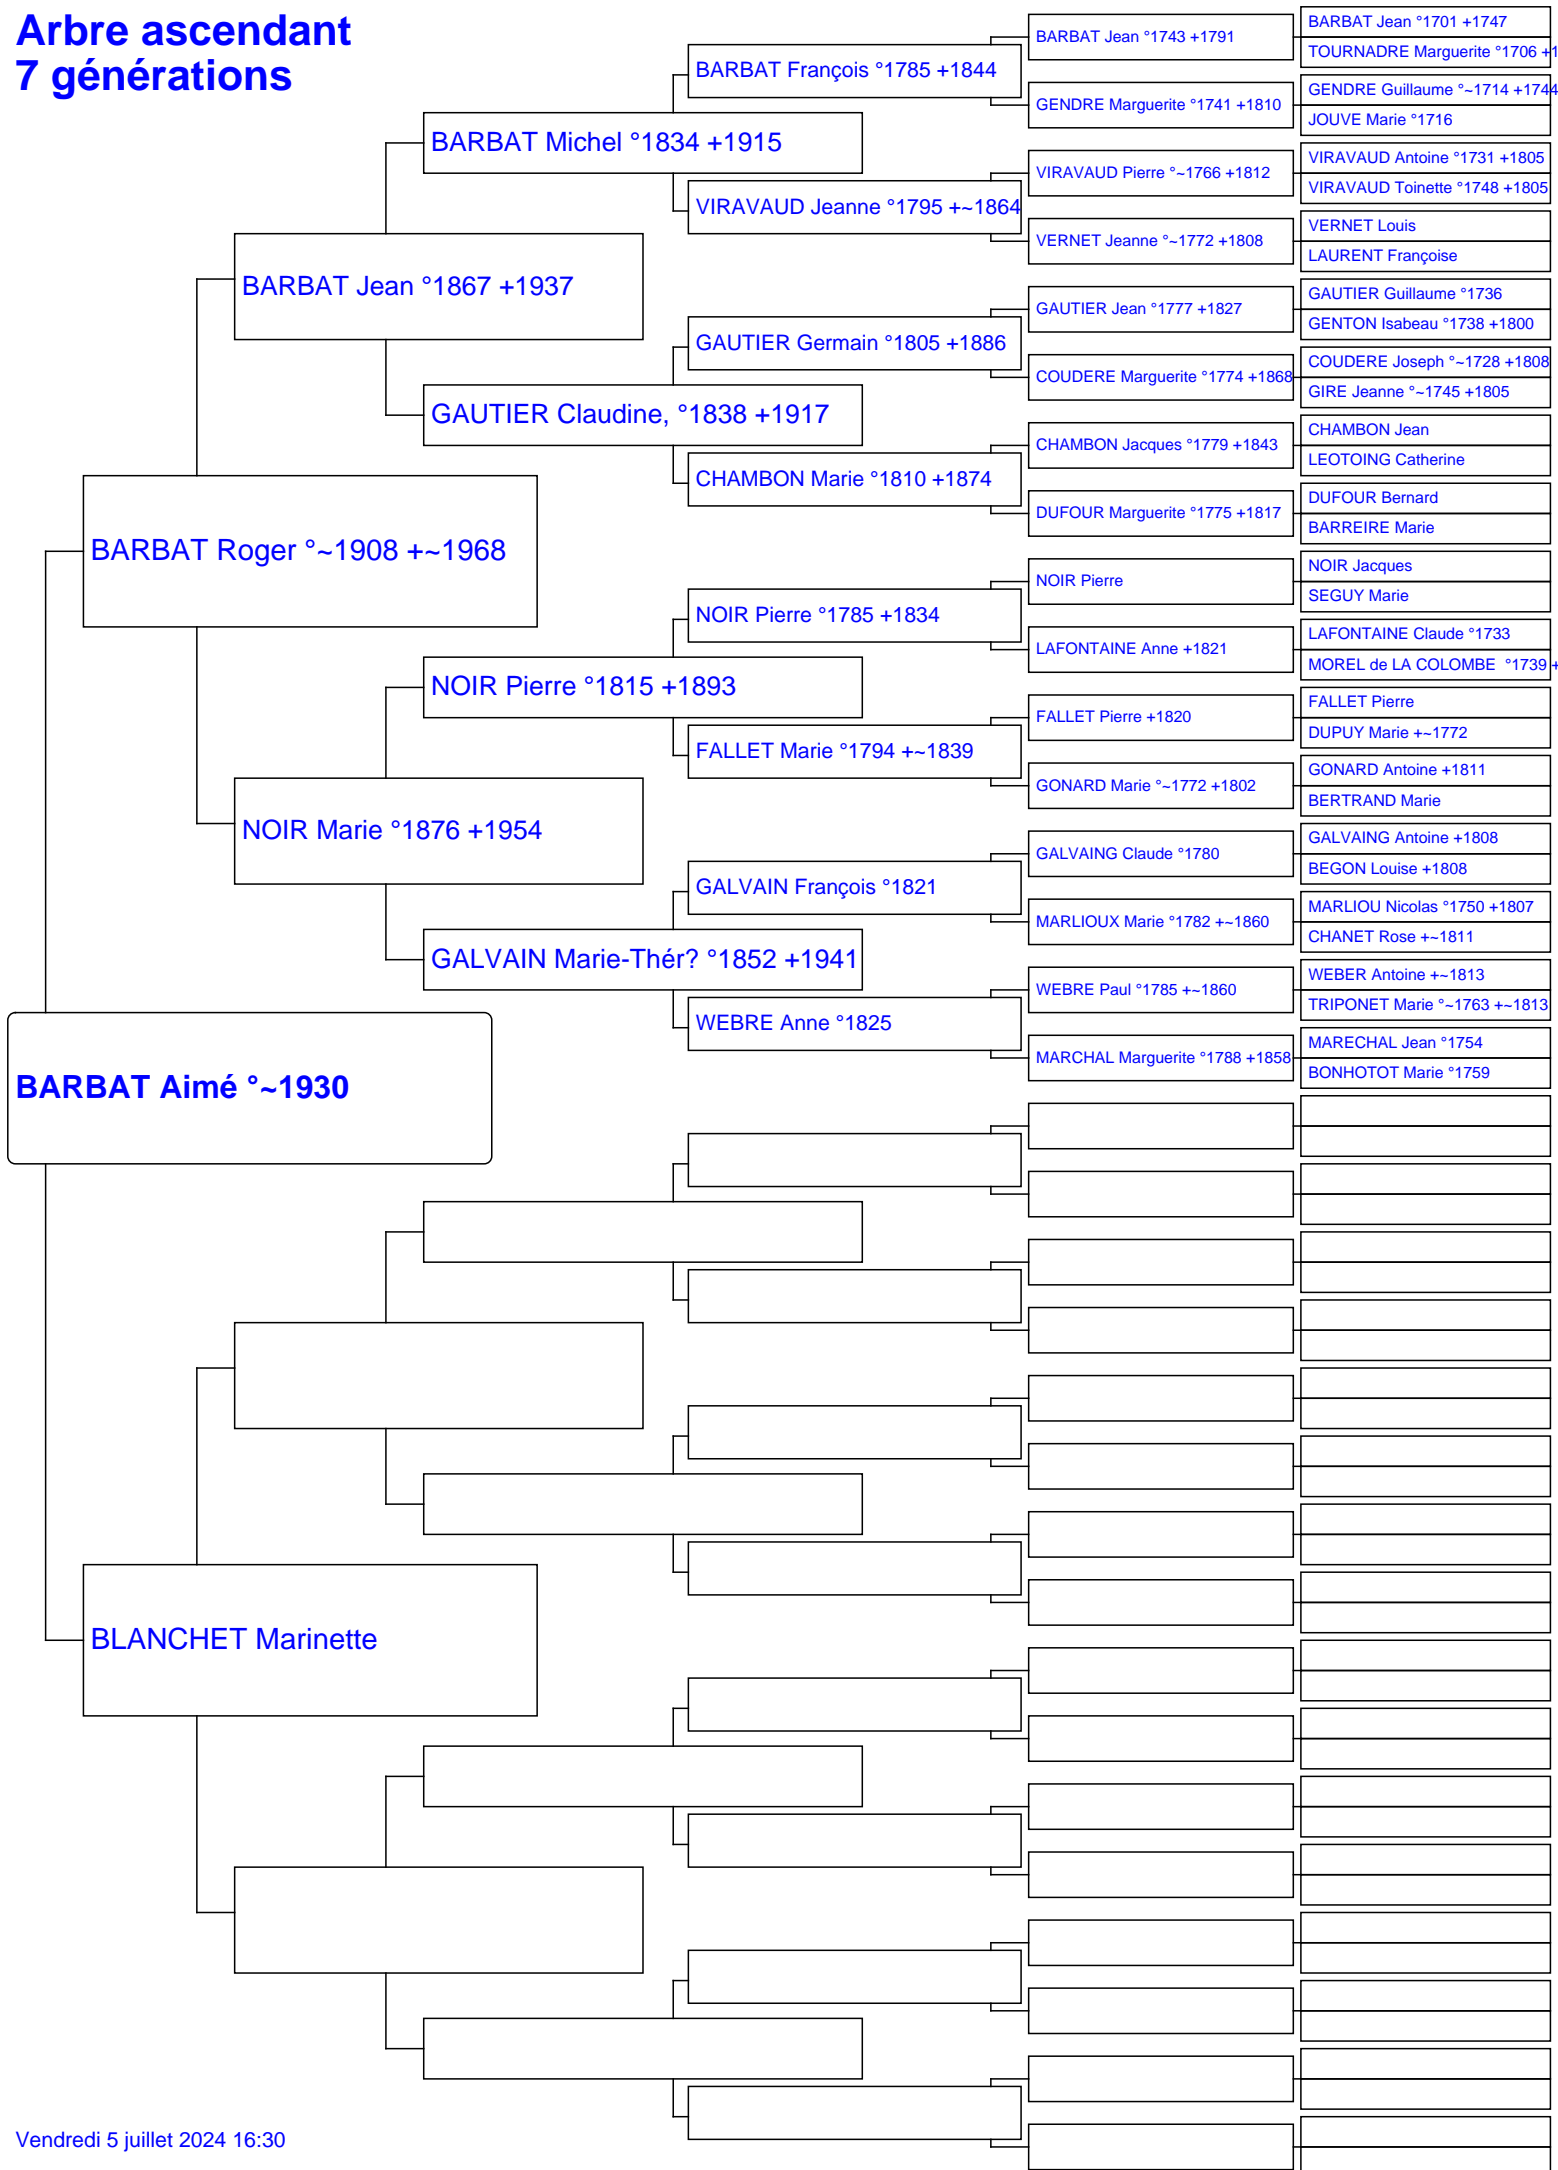 Arbre ascendant
7 générations
BARBAT Aimé °~1930
BARBAT Roger °~1908 +~1968
BLANCHET Marinette
BARBAT Jean °1867 +1937
NOIR Marie °1876 +1954
BARBAT Michel °1834 +1915
GAUTIER Claudine, °1838 +1917
NOIR Pierre °1815 +1893
GALVAIN Marie-Thér? °1852 +1941
BARBAT François °1785 +1844
VIRAVAUD Jeanne °1795 +~1864
GAUTIER Germain °1805 +1886
CHAMBON Marie °1810 +1874
NOIR Pierre °1785 +1834
FALLET Marie °1794 +~1839
GALVAIN François °1821
WEBRE Anne °1825
BARBAT Jean °1743 +1791
GENDRE Marguerite °1741 +1810
VIRAVAUD Pierre °~1766 +1812
VERNET Jeanne °~1772 +1808
GAUTIER Jean °1777 +1827
COUDERE Marguerite °1774 +1868
CHAMBON Jacques °1779 +1843
DUFOUR Marguerite °1775 +1817
NOIR Pierre
LAFONTAINE Anne +1821
FALLET Pierre +1820
GONARD Marie °~1772 +1802
GALVAING Claude °1780
MARLIOUX Marie °1782 +~1860
WEBRE Paul °1785 +~1860
MARCHAL Marguerite °1788 +1858
BARBAT Jean °1701 +1747
TOURNADRE Marguerite °1706 +1
GENDRE Guillaume °~1714 +1744
JOUVE Marie °1716
VIRAVAUD Antoine °1731 +1805
VIRAVAUD Toinette °1748 +1805
VERNET Louis
LAURENT Françoise
GAUTIER Guillaume °1736
GENTON Isabeau °1738 +1800
COUDERE Joseph °~1728 +1808
GIRE Jeanne °~1745 +1805
CHAMBON Jean
LEOTOING Catherine
DUFOUR Bernard
BARREIRE Marie
NOIR Jacques
SEGUY Marie
LAFONTAINE Claude °1733
MOREL de LA COLOMBE  °1739 +
FALLET Pierre
DUPUY Marie +~1772
GONARD Antoine +1811
BERTRAND Marie
GALVAING Antoine +1808
BEGON Louise +1808
MARLIOU Nicolas °1750 +1807
CHANET Rose +~1811
WEBER Antoine +~1813
TRIPONET Marie °~1763 +~1813
MARECHAL Jean °1754
BONHOTOT Marie °1759
Vendredi 5 juillet 2024 16:30